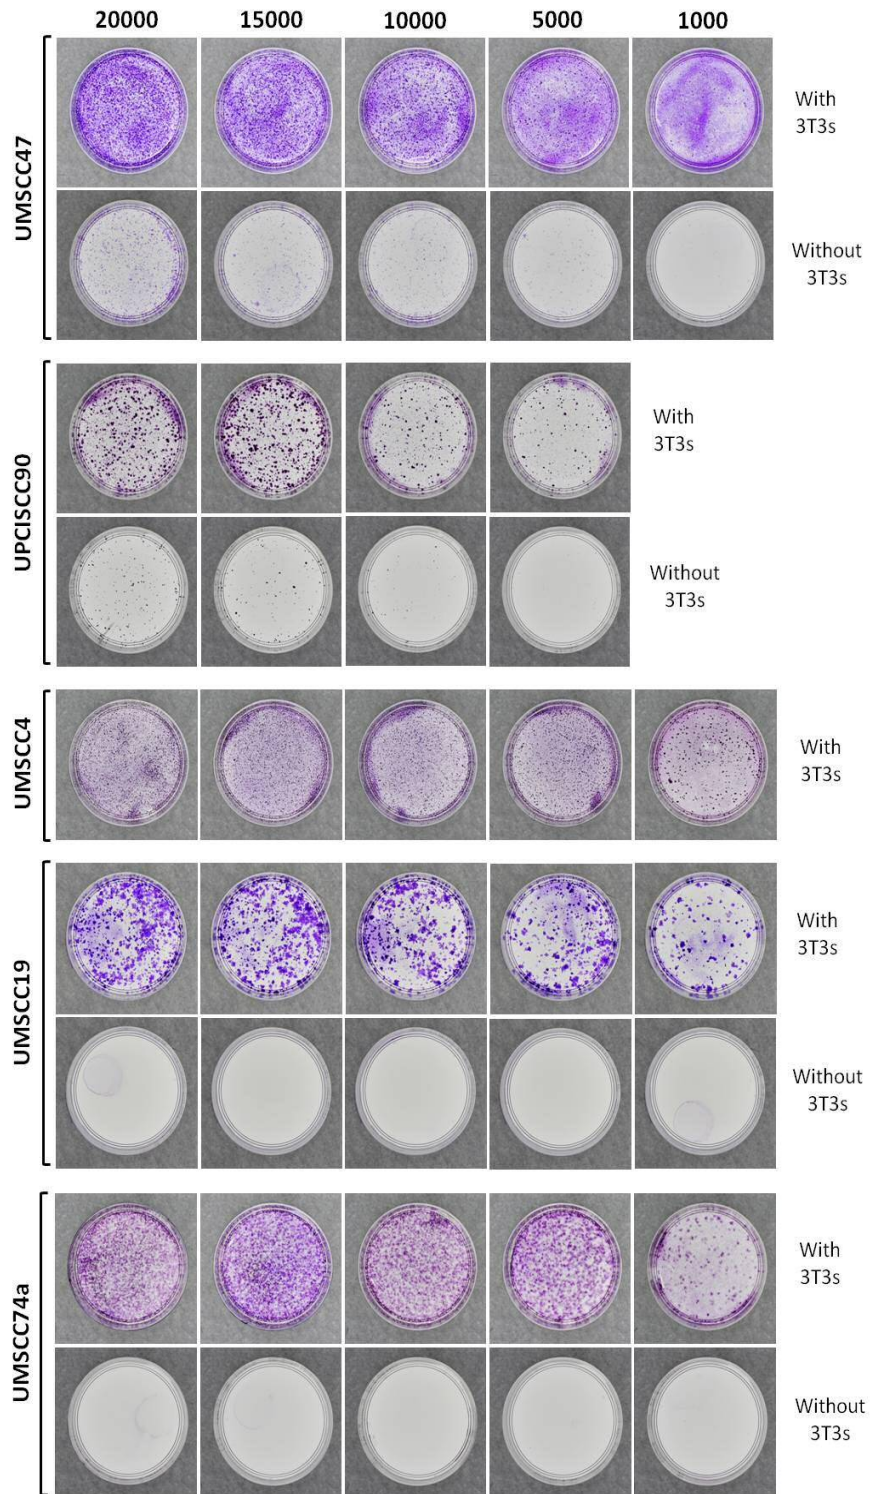 20000 15000 10000 5000 1000
UMSCC47
With
3T3s
Without
3T3s
UPCISCC90
With
3T3s
Without
3T3s
UMSCC4
With
3T3s
UMSCC19
With
3T3s
Without
3T3s
UMSCC74a
With
3T3s
Without
3T3s